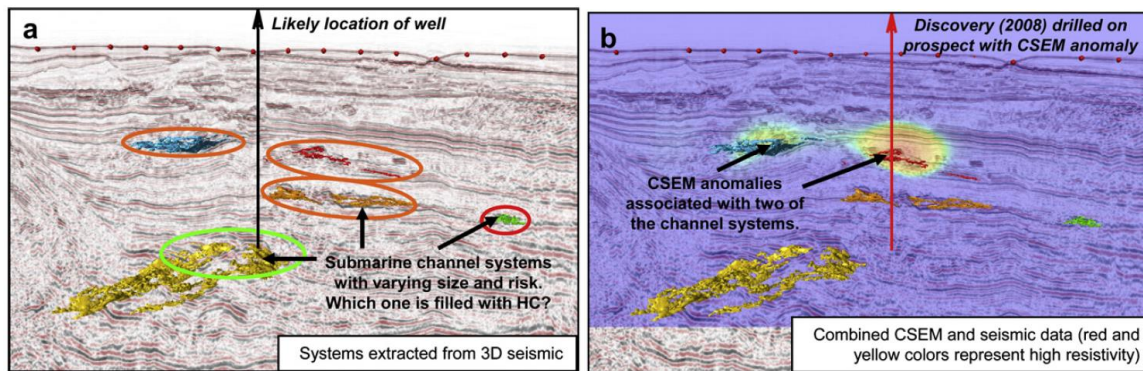 a
Likely location of well
Submarine channel systems
with varying size and risk.
Which one is filled with HC?
Systems extracted from 3D seismic
b
Discovery (2008) drilled on
prospect with CSEM anomaly
CSEM anomalies
associated with two of
the channel systems.
Combined CSEM and seismic data (red and
yellow colors represent high resistivity)